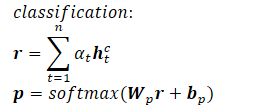 classification:
r = ∑_{t=1}^{n} α_t h_t^c
p = softmax(W_p r + b_p)